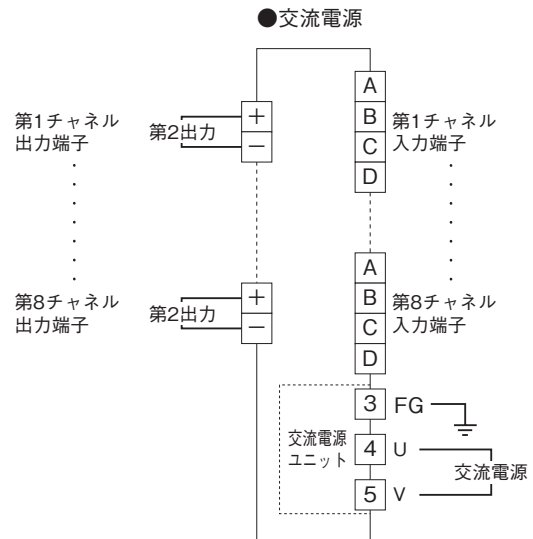 ●交流電源
第1チャネル
出力端子
第2出力
+
−
A
B
C
D
第1チャネル
入力端子
第8チャネル
出力端子
第2出力
+
−
A
B
C
D
第8チャネル
入力端子
交流電源
ユニット
3 FG
4 U
5 V
交流電源